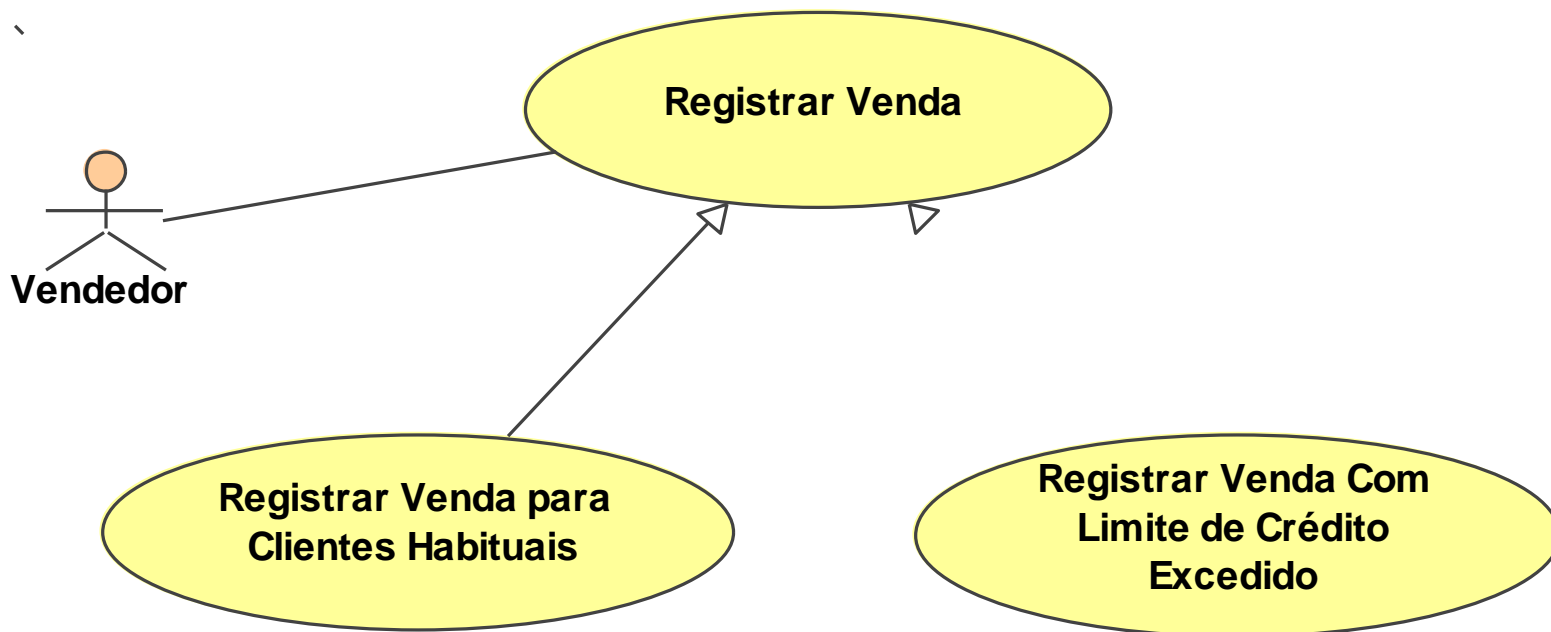 Registrar Venda
Vendedor
Registrar Venda para
Clientes Habituais
Registrar Venda Com
Limite de Crédito
Excedido